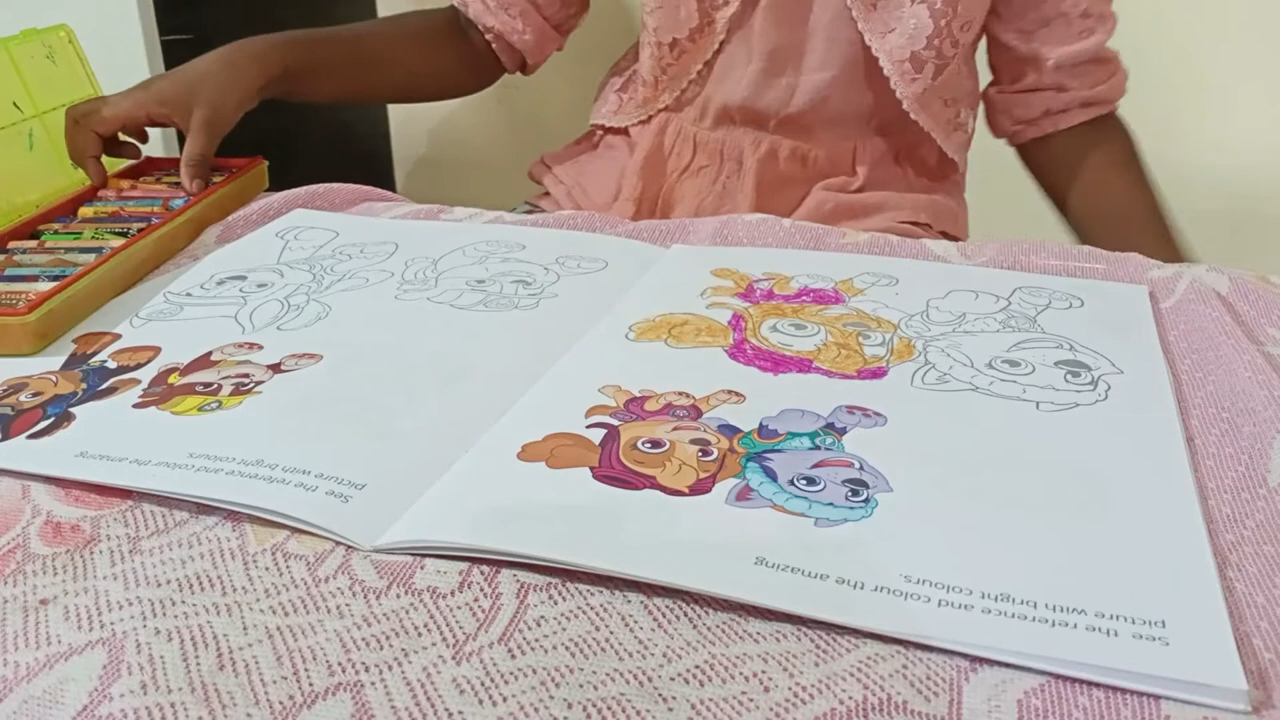 See the reference and colour the amazing
picture with bright colours.
See the reference and colour the amazing
picture with bright colours.